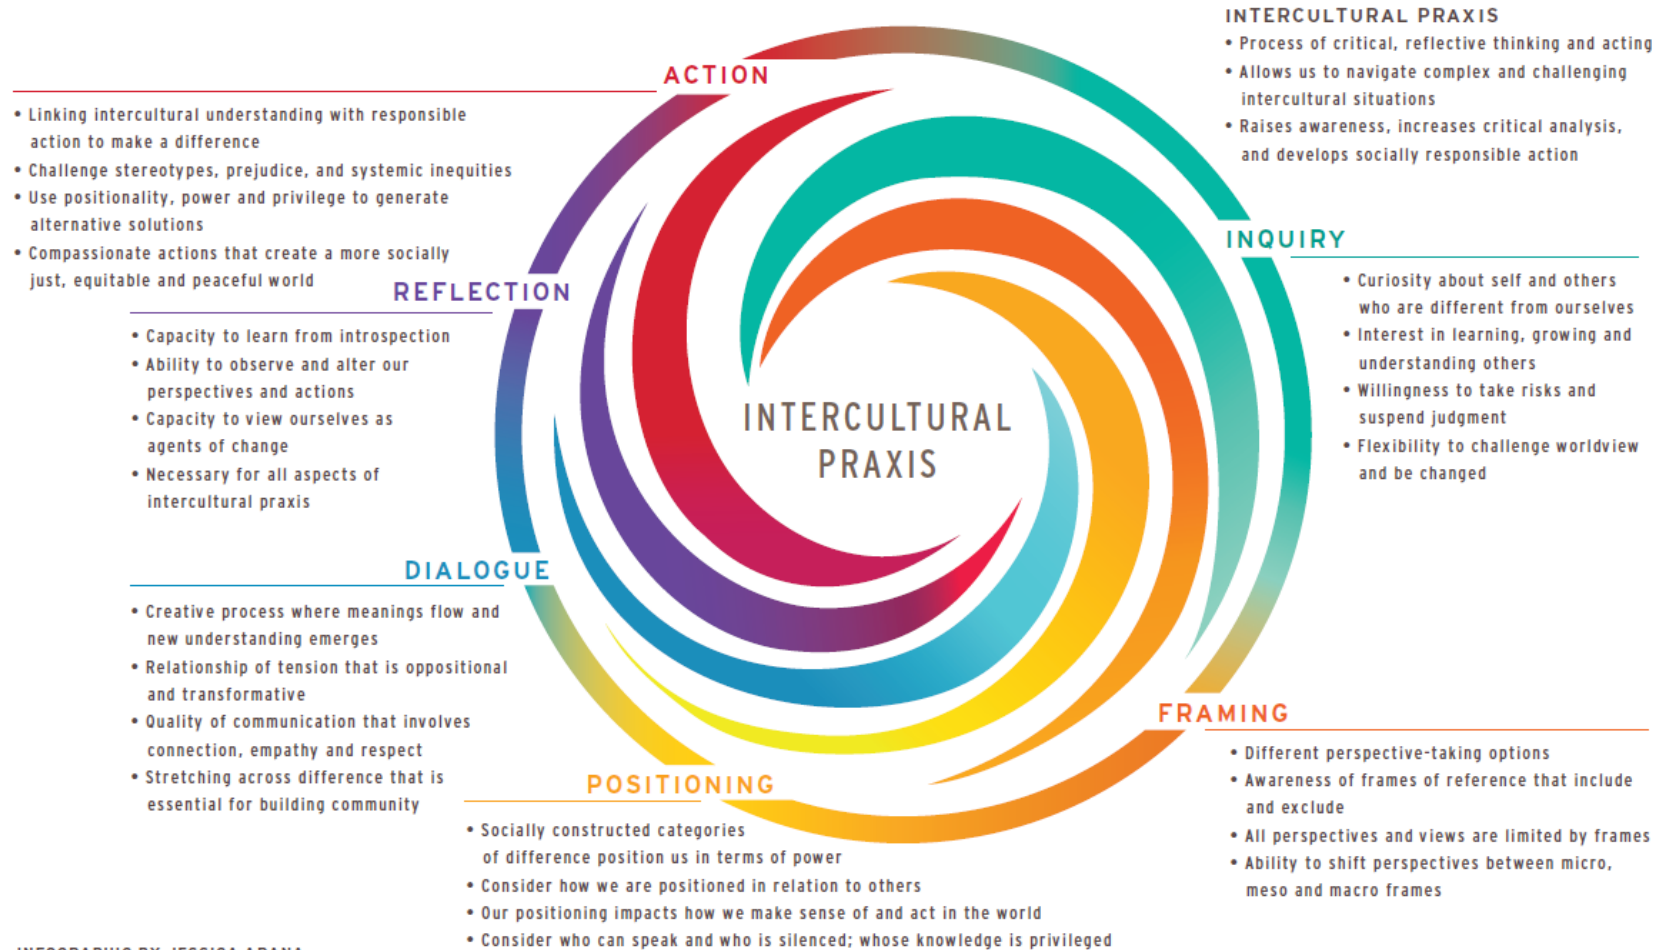 INTERCULTURAL PRAXIS
• Process of critical, reflective thinking and acting
• Allows us to navigate complex and challenging
intercultural situations
• Raises awareness, increases critical analysis,
and develops socially responsible action
ACTION
• Linking intercultural understanding with responsible
action to make a difference
• Challenge stereotypes, prejudice, and systemic inequities
• Use positionality, power and privilege to generate
alternative solutions
• Compassionate actions that create a more socially
just, equitable and peaceful world
INQUIRY
• Curiosity about self and others
who are different from ourselves
• Interest in learning, growing and
understanding others
• Willingness to take risks and
suspend judgment
• Flexibility to challenge worldview
and be changed
REFLECTION
• Capacity to learn from introspection
• Ability to observe and alter our
perspectives and actions
• Capacity to view ourselves as
agents of change
• Necessary for all aspects of
intercultural praxis
INTERCULTURAL
PRAXIS
DIALOGUE
• Creative process where meanings flow and
new understanding emerges
• Relationship of tension that is oppositional
and transformative
• Quality of communication that involves
connection, empathy and respect
• Stretching across difference that is
essential for building community
FRAMING
• Different perspective-taking options
• Awareness of frames of reference that include
and exclude
• All perspectives and views are limited by frames
• Ability to shift perspectives between micro,
meso and macro frames
POSITIONING
• Socially constructed categories
of difference position us in terms of power
• Consider how we are positioned in relation to others
• Our positioning impacts how we make sense of and act in the world
• Consider who can speak and who is silenced; whose knowledge is privileged
INFOGRAPHIC BY JESSICA ARANA